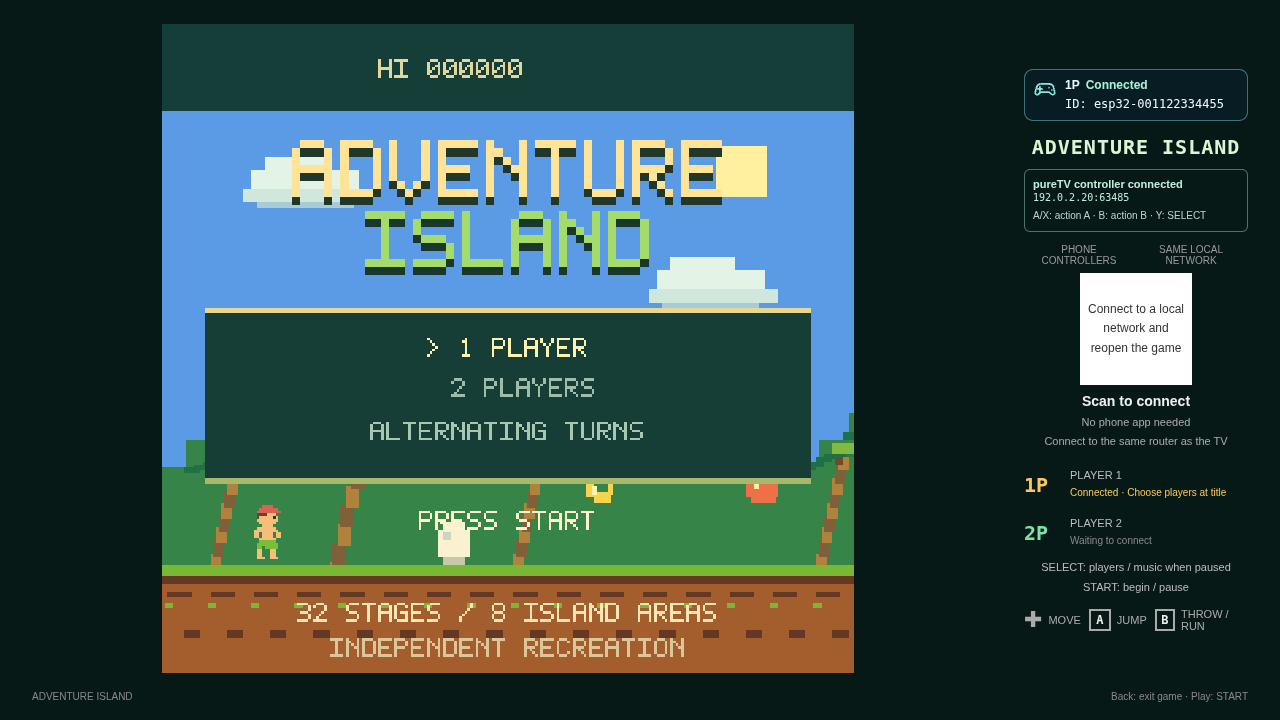 HI 000000
ADVENTURE
ISLAND
> 1 PLAYER
2 PLAYERS
ALTERNATING TURNS
PRESS START
32 STAGES / 8 ISLAND AREAS
INDEPENDENT RECREATION
1P Connected
ID: esp32-001122334455
ADVENTURE ISLAND
pureTV controller connected
192.0.2.20:63485
A/X: action A · B: action B · Y: SELECT
PHONE CONTROLLERS
SAME LOCAL NETWORK
Connect to a local
network and
reopen the game
Scan to connect
No phone app needed
Connect to the same router as the TV
1P PLAYER 1
Connected · Choose players at title
2P PLAYER 2
Waiting to connect
SELECT: players / music when paused
START: begin / pause
MOVE A JUMP B THROW / RUN
ADVENTURE ISLAND
Back: exit game · Play: START